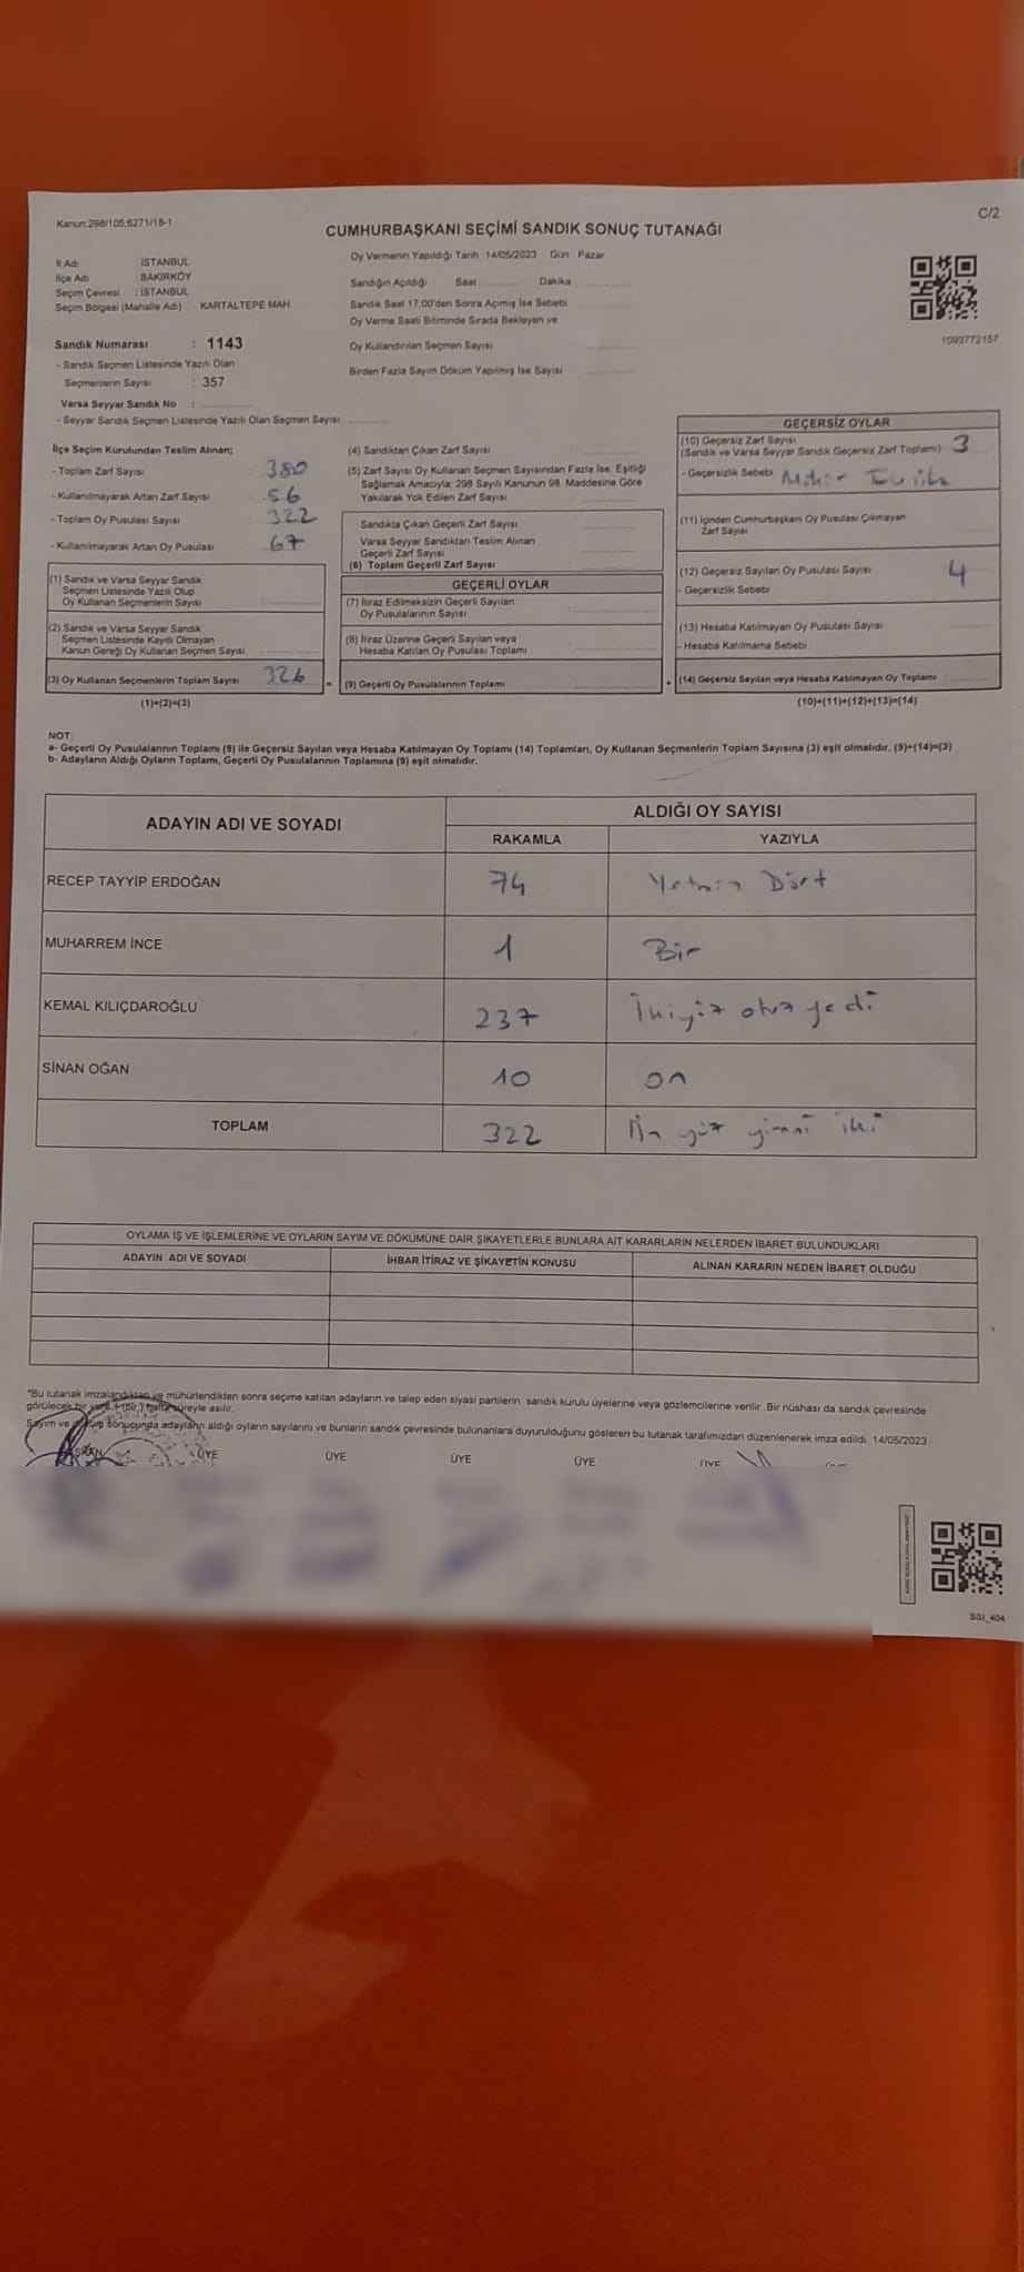 Kanun:298/105;6271/18-1
C/2
CUMHURBAŞKANI SEÇİMİ SANDIK SONUÇ TUTANAĞI
İl Adı : İSTANBUL
İlçe Adı : BAKIRKÖY
Seçim Çevresi : İSTANBUL
Seçim Bölgesi (Mahalle Adı) KARTALTEPE MAH
Oy Vermenin Yapıldığı Tarih 14/05/2023 Gün Pazar
Sandığın Açıldığı Saat Dakika
Sandık Saat 17:00'den Sonra Açılmış İse Sebebi
Oy Verme Saati Bitiminde Sırada Bekleyen ve
Oy Kullandırılan Seçmen Sayısı
Birden Fazla Sayım Döküm Yapılmış İse Sayısı
1093772157
Sandık Numarası : 1143
- Sandık Seçmen Listesinde Yazılı Olan
Seçmenlerin Sayısı : 357
Varsa Seyyar Sandık No :
- Seyyar Sandık Seçmen Listesinde Yazılı Olan Seçmen Sayısı
İlçe Seçim Kurulundan Teslim Alınan;
- Toplam Zarf Sayısı 380
- Kullanılmayarak Artan Zarf Sayısı 56
- Toplam Oy Pusulası Sayısı 322
- Kullanılmayarak Artan Oy Pusulası 67
(1) Sandık ve Varsa Seyyar Sandık
Seçmen Listesinde Yazılı Olup
Oy Kullanan Seçmenlerin Sayısı
(2) Sandık ve Varsa Seyyar Sandık
Seçmen Listesinde Kayıtlı Olmayan
Kanun Gereği Oy Kullanan Seçmen Sayısı
(3) Oy Kullanan Seçmenlerin Toplam Sayısı 326
(1)+(2)=(3)
(4) Sandıktan Çıkan Zarf Sayısı
(5) Zarf Sayısı Oy Kullanan Seçmen Sayısından Fazla İse, Eşitliği
Sağlamak Amacıyla; 298 Sayılı Kanunun 98. Maddesine Göre
Yakılarak Yok Edilen Zarf Sayısı
Sandıkta Çıkan Geçerli Zarf Sayısı
Varsa Seyyar Sandıktan Teslim Alınan
Geçerli Zarf Sayısı
(6) Toplam Geçerli Zarf Sayısı
GEÇERLİ OYLAR
(7) İtiraz Edilmeksizin Geçerli Sayılan
Oy Pusulalarının Sayısı
(8) İtiraz Üzerine Geçerli Sayılan veya
Hesaba Katılan Oy Pusulası Toplamı
= (9) Geçerli Oy Pusulalarının Toplamı
GEÇERSİZ OYLAR
(10) Geçersiz Zarf Sayısı
(Sandık ve Varsa Seyyar Sandık Geçersiz Zarf Toplamı) 3
- Geçersizlik Sebebi
(11) İçinden Cumhurbaşkanı Oy Pusulası Çıkmayan
Zarf Sayısı
(12) Geçersiz Sayılan Oy Pusulası Sayısı 4
- Geçersizlik Sebebi
(13) Hesaba Katılmayan Oy Pusulası Sayısı
- Hesaba Katılmama Sebebi
+ (14) Geçersiz Sayılan veya Hesaba Katılmayan Oy Toplamı
(10)+(11)+(12)+(13)=(14)
NOT:
a- Geçerli Oy Pusulalarının Toplamı (9) ile Geçersiz Sayılan veya Hesaba Katılmayan Oy Toplamı (14) Toplamları, Oy Kullanan Seçmenlerin Toplam Sayısına (3) eşit olmalıdır. (9)+(14)=(3)
b- Adayların Aldığı Oyların Toplamı, Geçerli Oy Pusulalarının Toplamına (9) eşit olmalıdır.
ADAYIN ADI VE SOYADI
ALDIĞI OY SAYISI
RAKAMLA YAZIYLA
RECEP TAYYİP ERDOĞAN 74 Yetmiş Dört
MUHARREM İNCE 1 Bir
KEMAL KILIÇDAROĞLU 237 İkiyüz otuz yedi
SİNAN OĞAN 10 on
TOPLAM 322 Üç yüz yirmi iki
OYLAMA İŞ VE İŞLEMLERİNE VE OYLARIN SAYIM VE DÖKÜMÜNE DAİR ŞİKAYETLERLE BUNLARA AİT KARARLARIN NELERDEN İBARET BULUNDUKLARI
ADAYIN ADI VE SOYADI İHBAR İTİRAZ VE ŞİKAYETİN KONUSU ALINAN KARARIN NEDEN İBARET OLDUĞU
*Bu tutanak imzalandıktan ve mühürlendikten sonra seçime katılan adayların ve talep eden siyasi partilerin sandık kurulu üyelerine veya gözlemcilerine verilir. Bir nüshası da sandık çevresinde
görülecek bir yere 1 (bir) hafta süreyle asılır.
Sayım ve döküm sonucunda adayların aldığı oyların sayılarını ve bunların sandık çevresinde bulunanlara duyurulduğunu gösteren bu tutanak tarafımızdan düzenlenerek imza edildi. 14/05/2023
ÜYE ÜYE ÜYE ÜYE ÜYE
S01_404